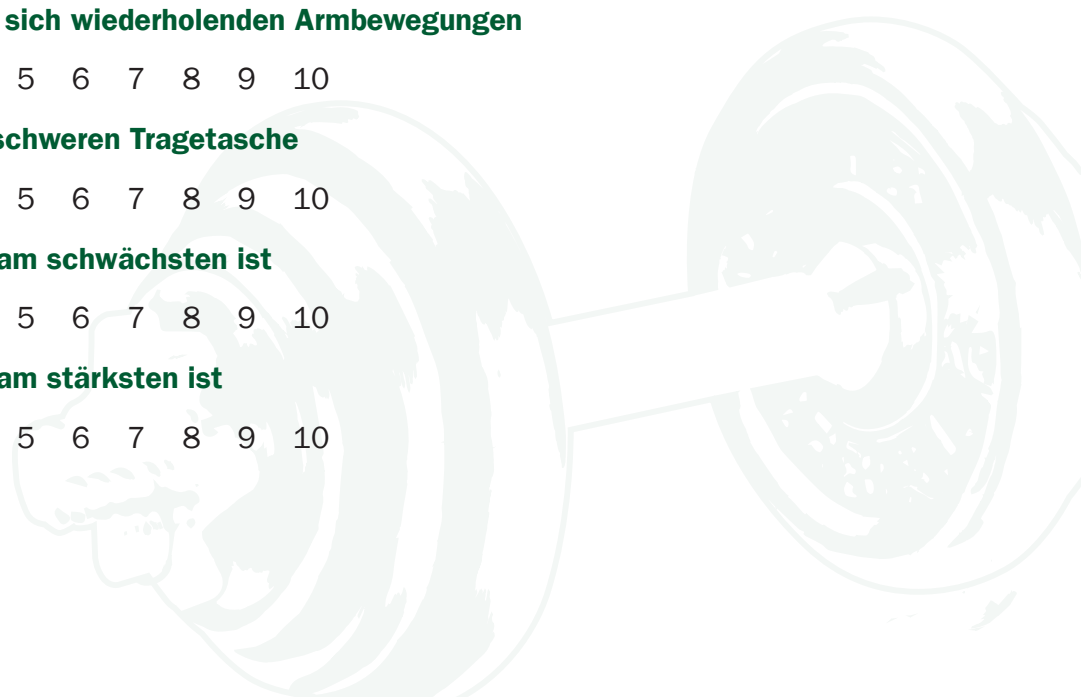 sich wiederholenden Armbewegungen
5 6 7 8 9 10
schweren Tragetasche
5 6 7 8 9 10
am schwächsten ist
5 6 7 8 9 10
am stärksten ist
5 6 7 8 9 10